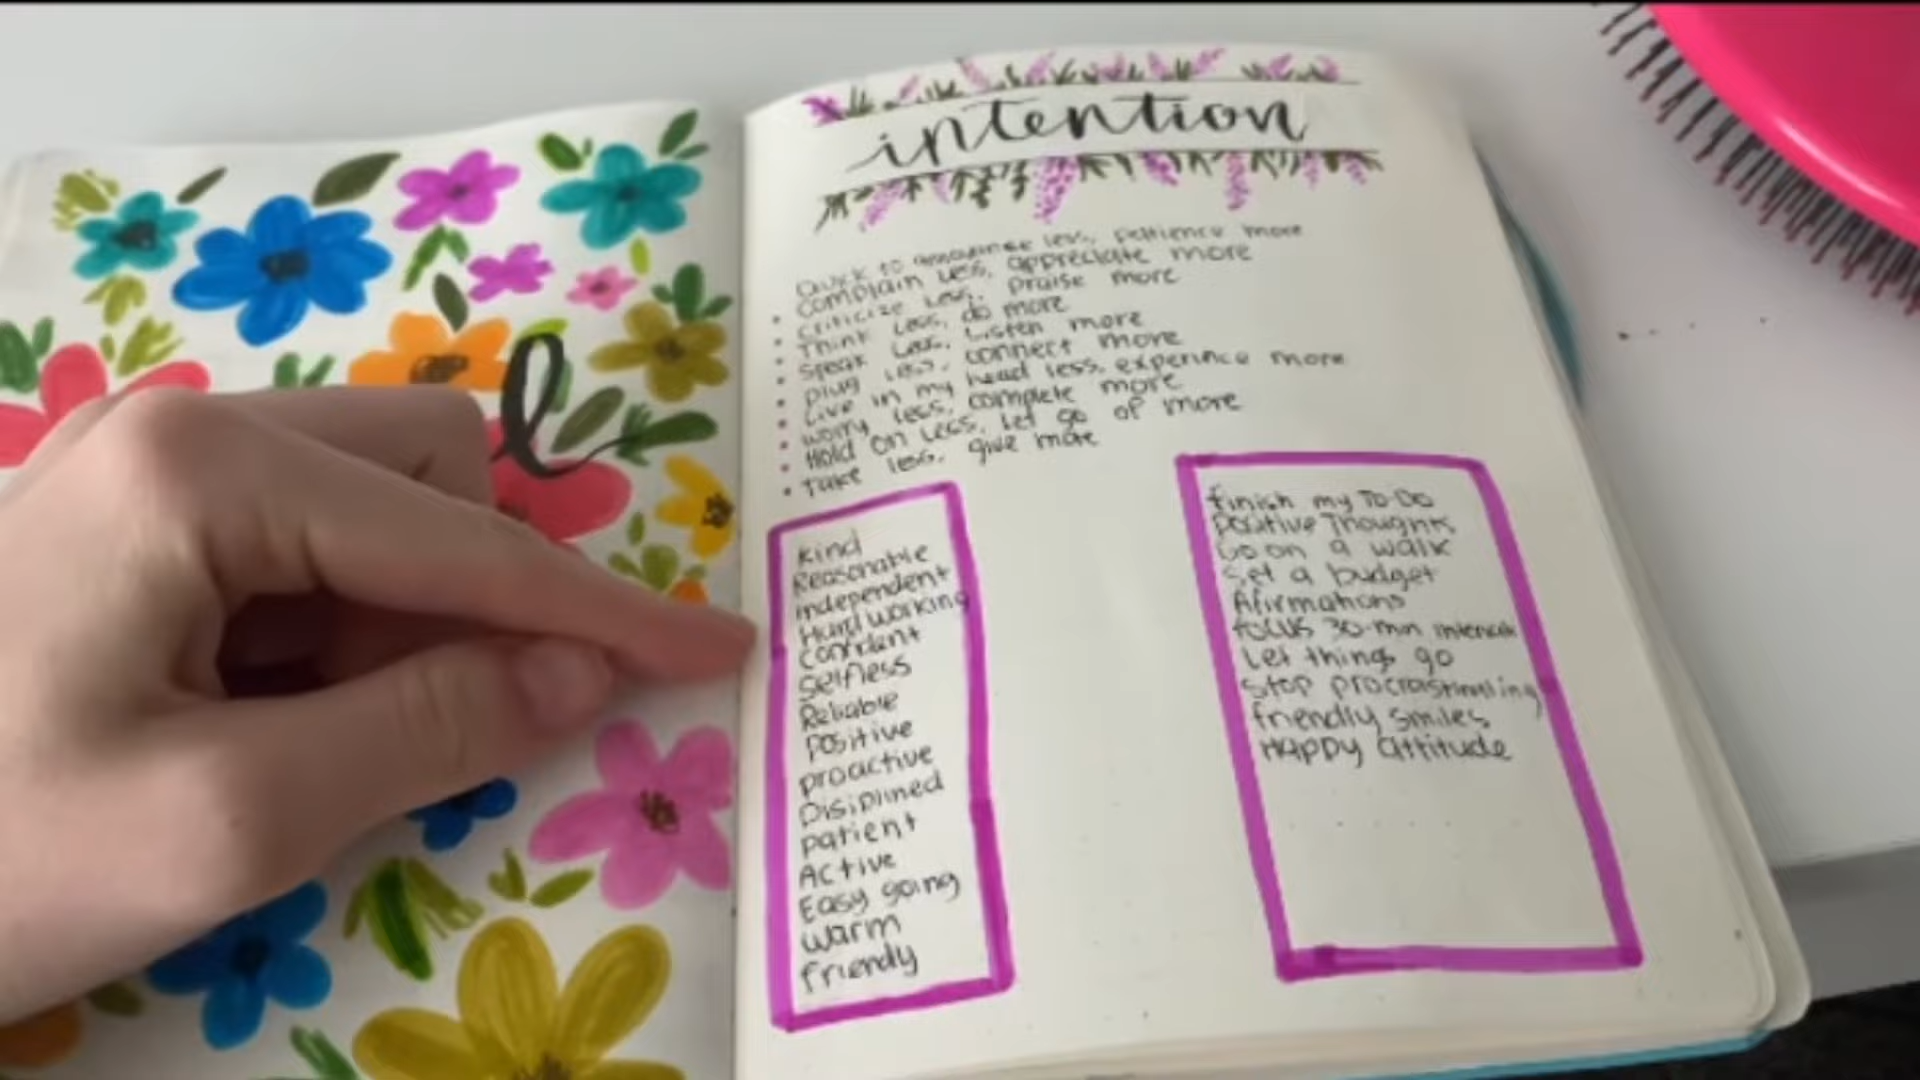 intention
Quick to less, patience more
• complain less, appreciate more
• criticize less, praise more
• Think less, do more
• speak less, listen more
• plug less, connect more
• Live in my head less, experince more
• worry less, complete more
• Hold on less, let go of more
• Take less, give more
l
kind
Reasonable
independent
Hard working
confident
selfless
Reliable
positive
proactive
Disiplined
patient
Active
Easy going
warm
friendly
finish my TO-DO
positive Thoughts
Go on a walk
set a budget
Afirmations
focus 30-min intervals
Let things go
stop procrastinating
friendly smiles
Happy attitude